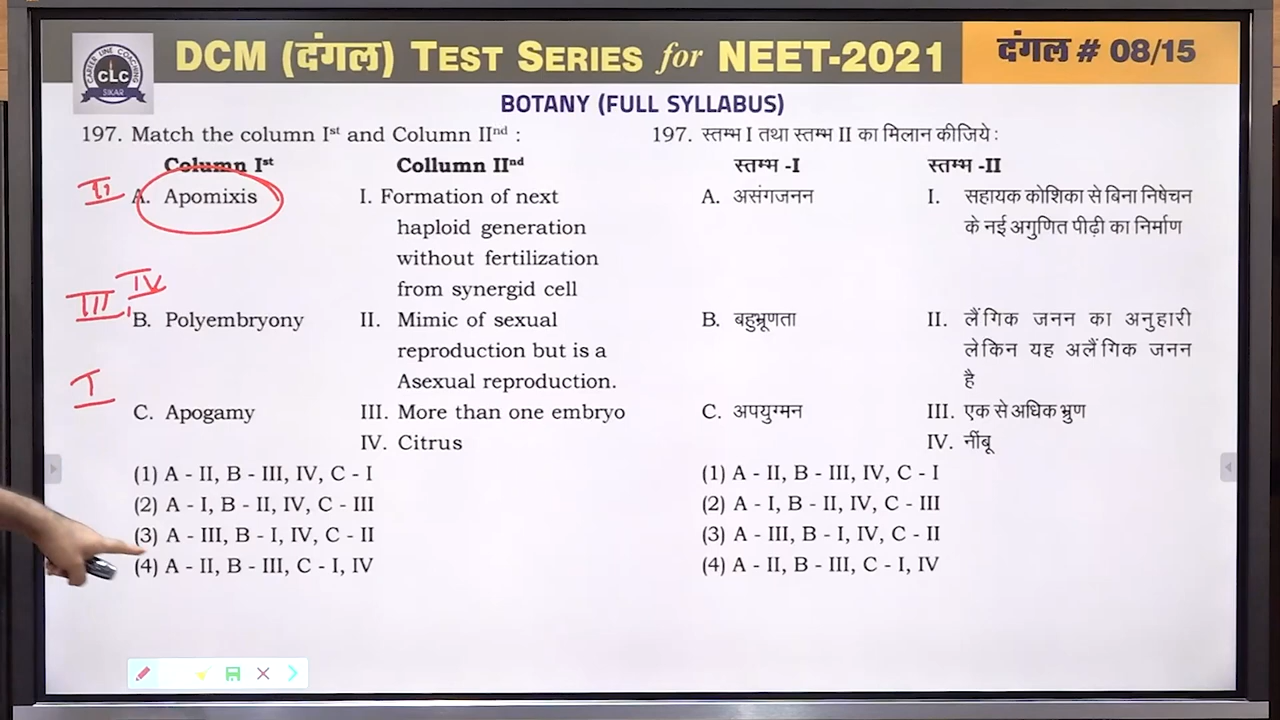 DCM (दंगल) TEST SERIES for NEET-2021
दंगल # 08/15
CAREER LINE COACHING
CLC
SIKAR
BOTANY (FULL SYLLABUS)
197. Match the column Iˢᵗ and Column IIⁿᵈ :
Column Iˢᵗ Collumn IIⁿᵈ
II A. Apomixis I. Formation of next
haploid generation
without fertilization
from synergid cell
III, IV
B. Polyembryony II. Mimic of sexual
reproduction but is a
Asexual reproduction.
I
C. Apogamy III. More than one embryo
IV. Citrus
(1) A - II, B - III, IV, C - I
(2) A - I, B - II, IV, C - III
(3) A - III, B - I, IV, C - II
(4) A - II, B - III, C - I, IV
197. स्तम्भ I तथा स्तम्भ II का मिलान कीजिये :
स्तम्भ -I स्तम्भ -II
A. असंगजनन I. सहायक कोशिका से बिना निषेचन
के नई अगुणित पीढ़ी का निर्माण
B. बहुभ्रूणता II. लैंगिक जनन का अनुहारी
लेकिन यह अलैंगिक जनन
है
C. अपयुग्मन III. एक से अधिक भ्रुण
IV. नींबू
(1) A - II, B - III, IV, C - I
(2) A - I, B - II, IV, C - III
(3) A - III, B - I, IV, C - II
(4) A - II, B - III, C - I, IV